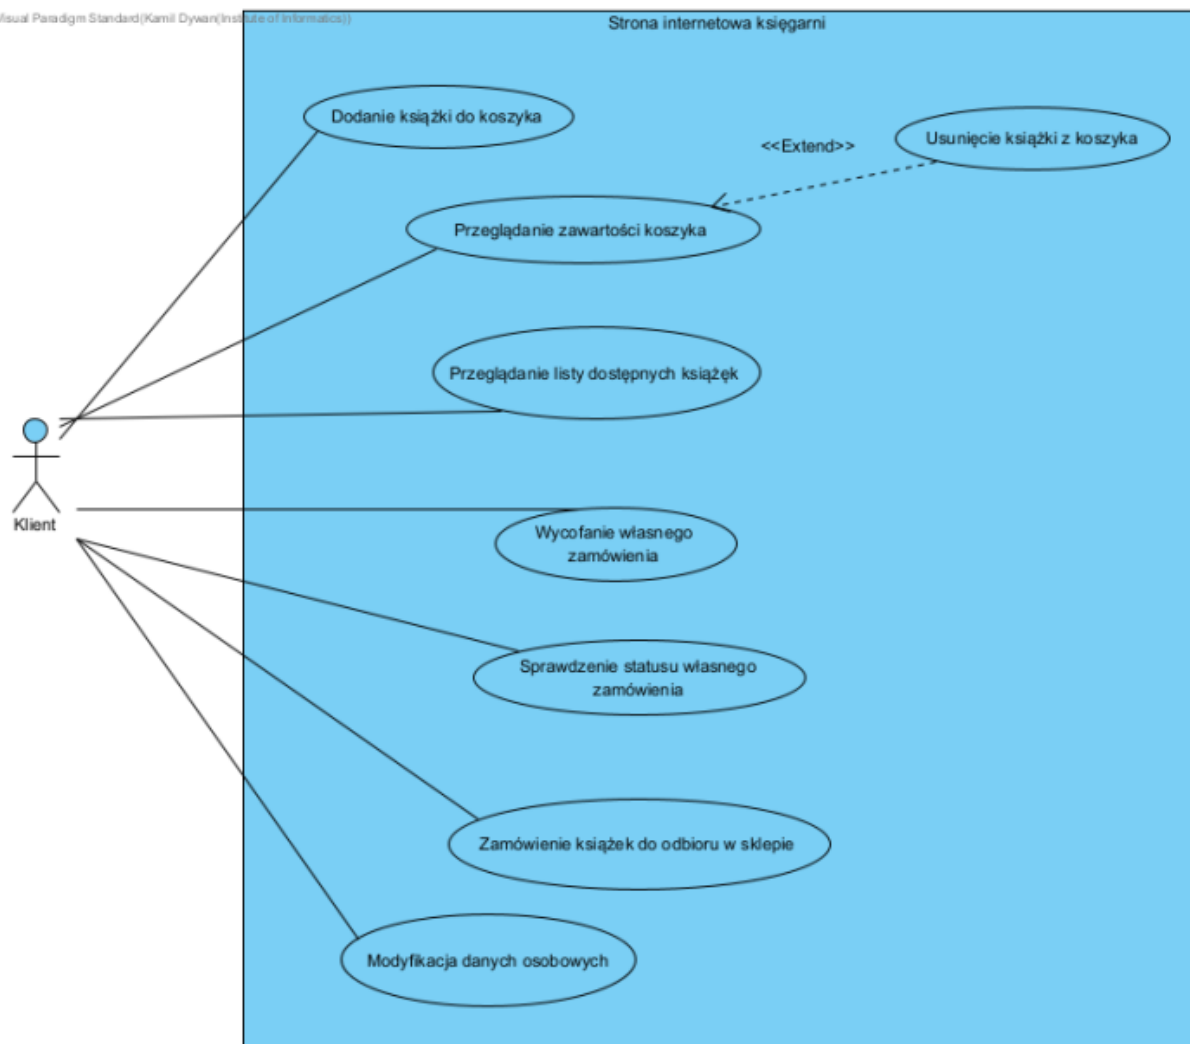 Visual Paradigm Standard(Kamil Dywan(Institute of Informatics))
Strona internetowa księgarni
Dodanie książki do koszyka
Usunięcie książki z koszyka
<<Extend>>
Przeglądanie zawartości koszyka
Przeglądanie listy dostępnych książęk
Klient
Wycofanie własnego
zamówienia
Sprawdzenie statusu własnego
zamówienia
Zamówienie książek do odbioru w sklepie
Modyfikacja danych osobowych